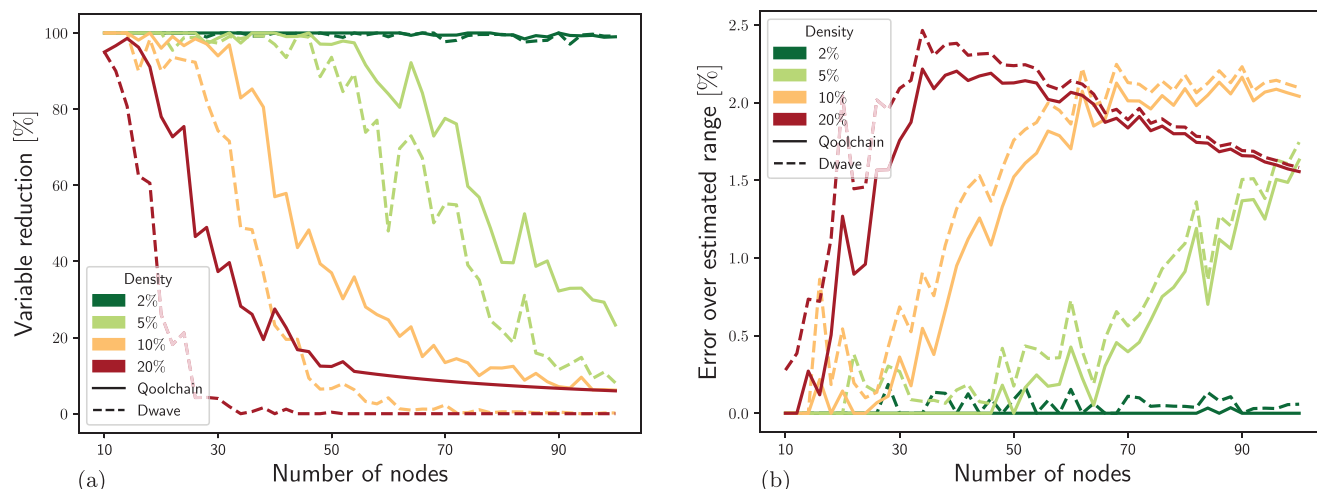 100
80
60
40
20
0
Variable reduction [%]
Density
2%
5%
10%
20%
Qoolchain
Dwave
10
30
50
70
90
Number of nodes
(a)
2.5
2.0
1.5
1.0
0.5
0.0
Error over estimated range [%]
Density
2%
5%
10%
20%
Qoolchain
Dwave
10
30
50
70
90
Number of nodes
(b)